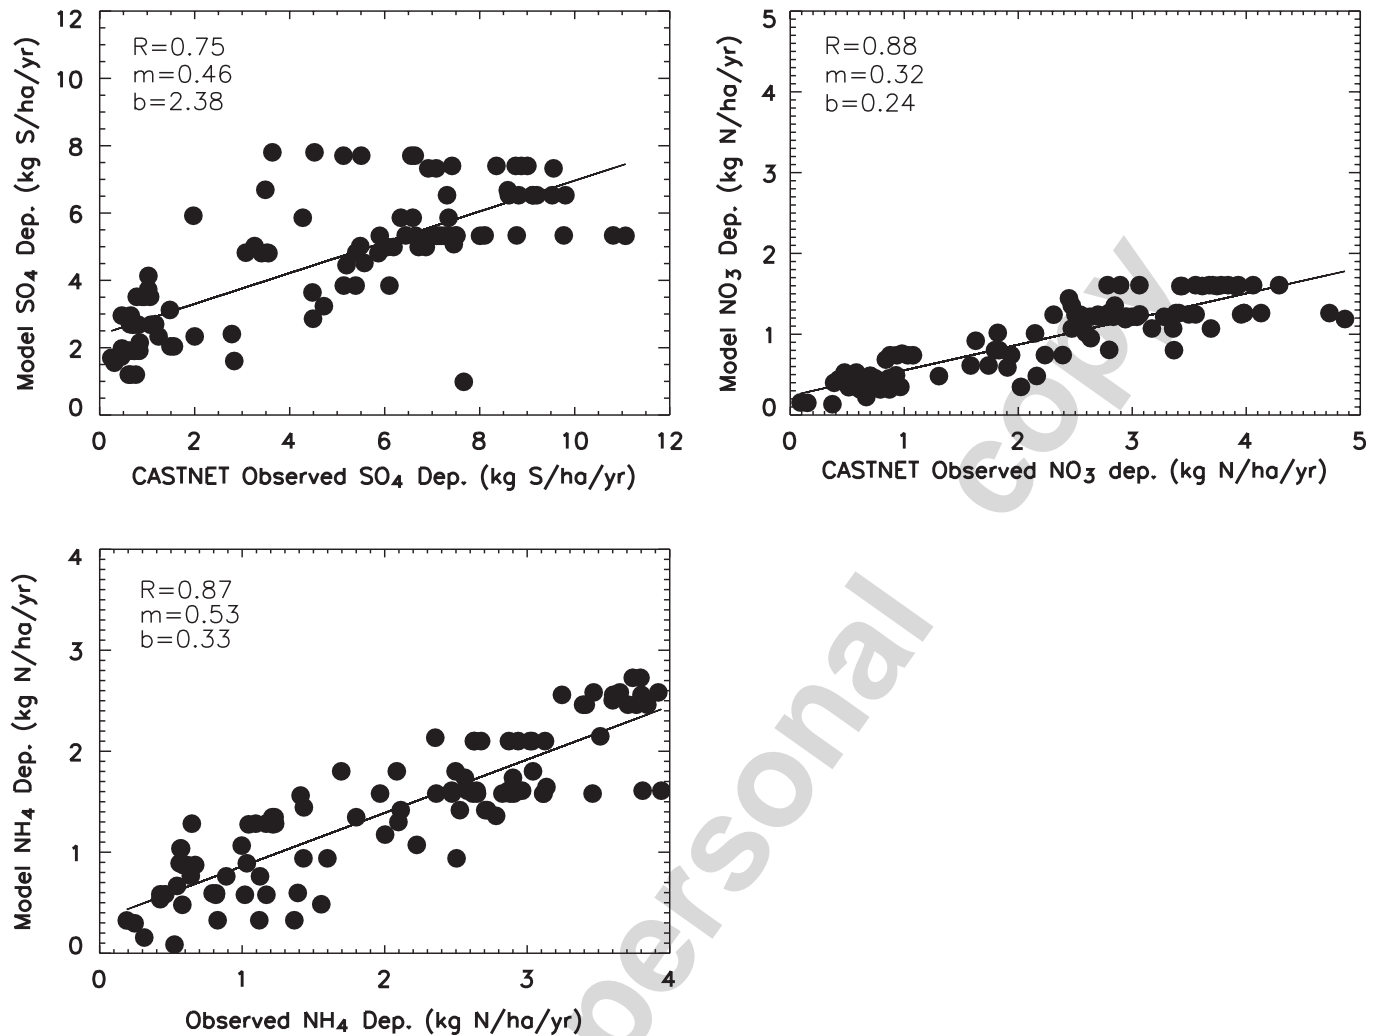 12
10
8
6
4
2
0
Model SO4 Dep. (kg S/ha/yr)
R=0.75
m=0.46
b=2.38
0 2 4 6 8 10 12
CASTNET Observed SO4 Dep. (kg S/ha/yr)
5
4
3
2
1
0
Model NO3 Dep. (kg N/ha/yr)
R=0.88
m=0.32
b=0.24
0 1 2 3 4 5
CASTNET Observed NO3 dep. (kg N/ha/yr)
4
3
2
1
0
Model NH4 Dep. (kg N/ha/yr)
R=0.87
m=0.53
b=0.33
0 1 2 3 4
Observed NH4 Dep. (kg N/ha/yr)
personal copy